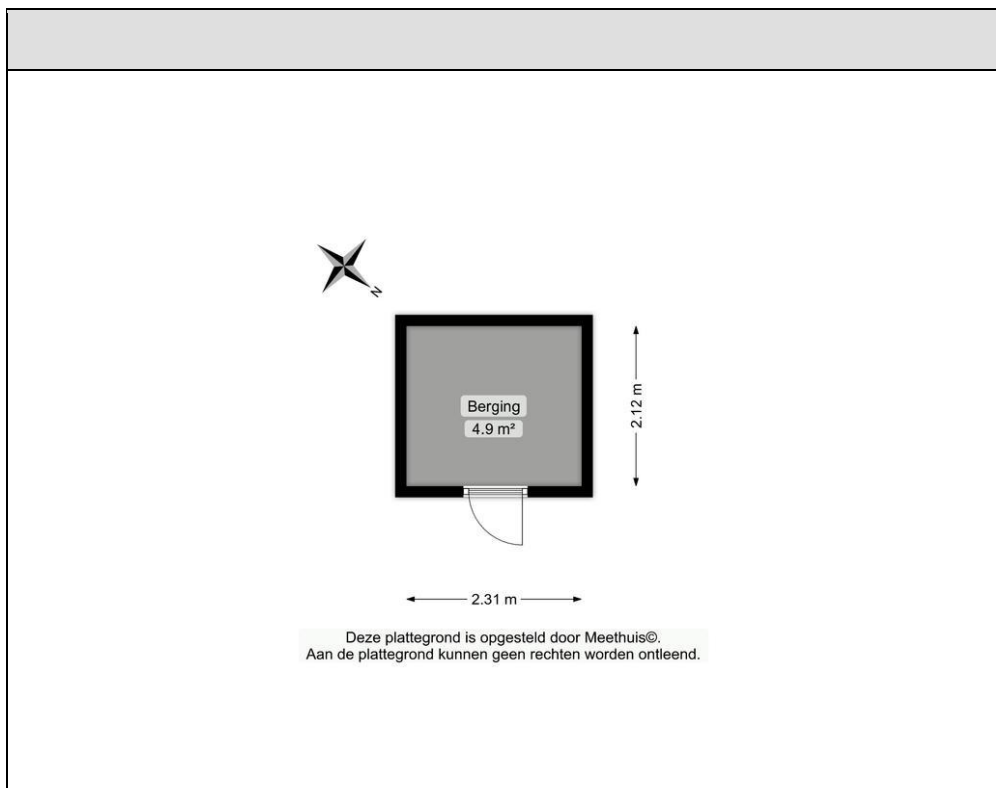 N
Berging
4.9 m²
2.12 m
2.31 m
Deze plattegrond is opgesteld door Meethuis©.
Aan de plattegrond kunnen geen rechten worden ontleend.